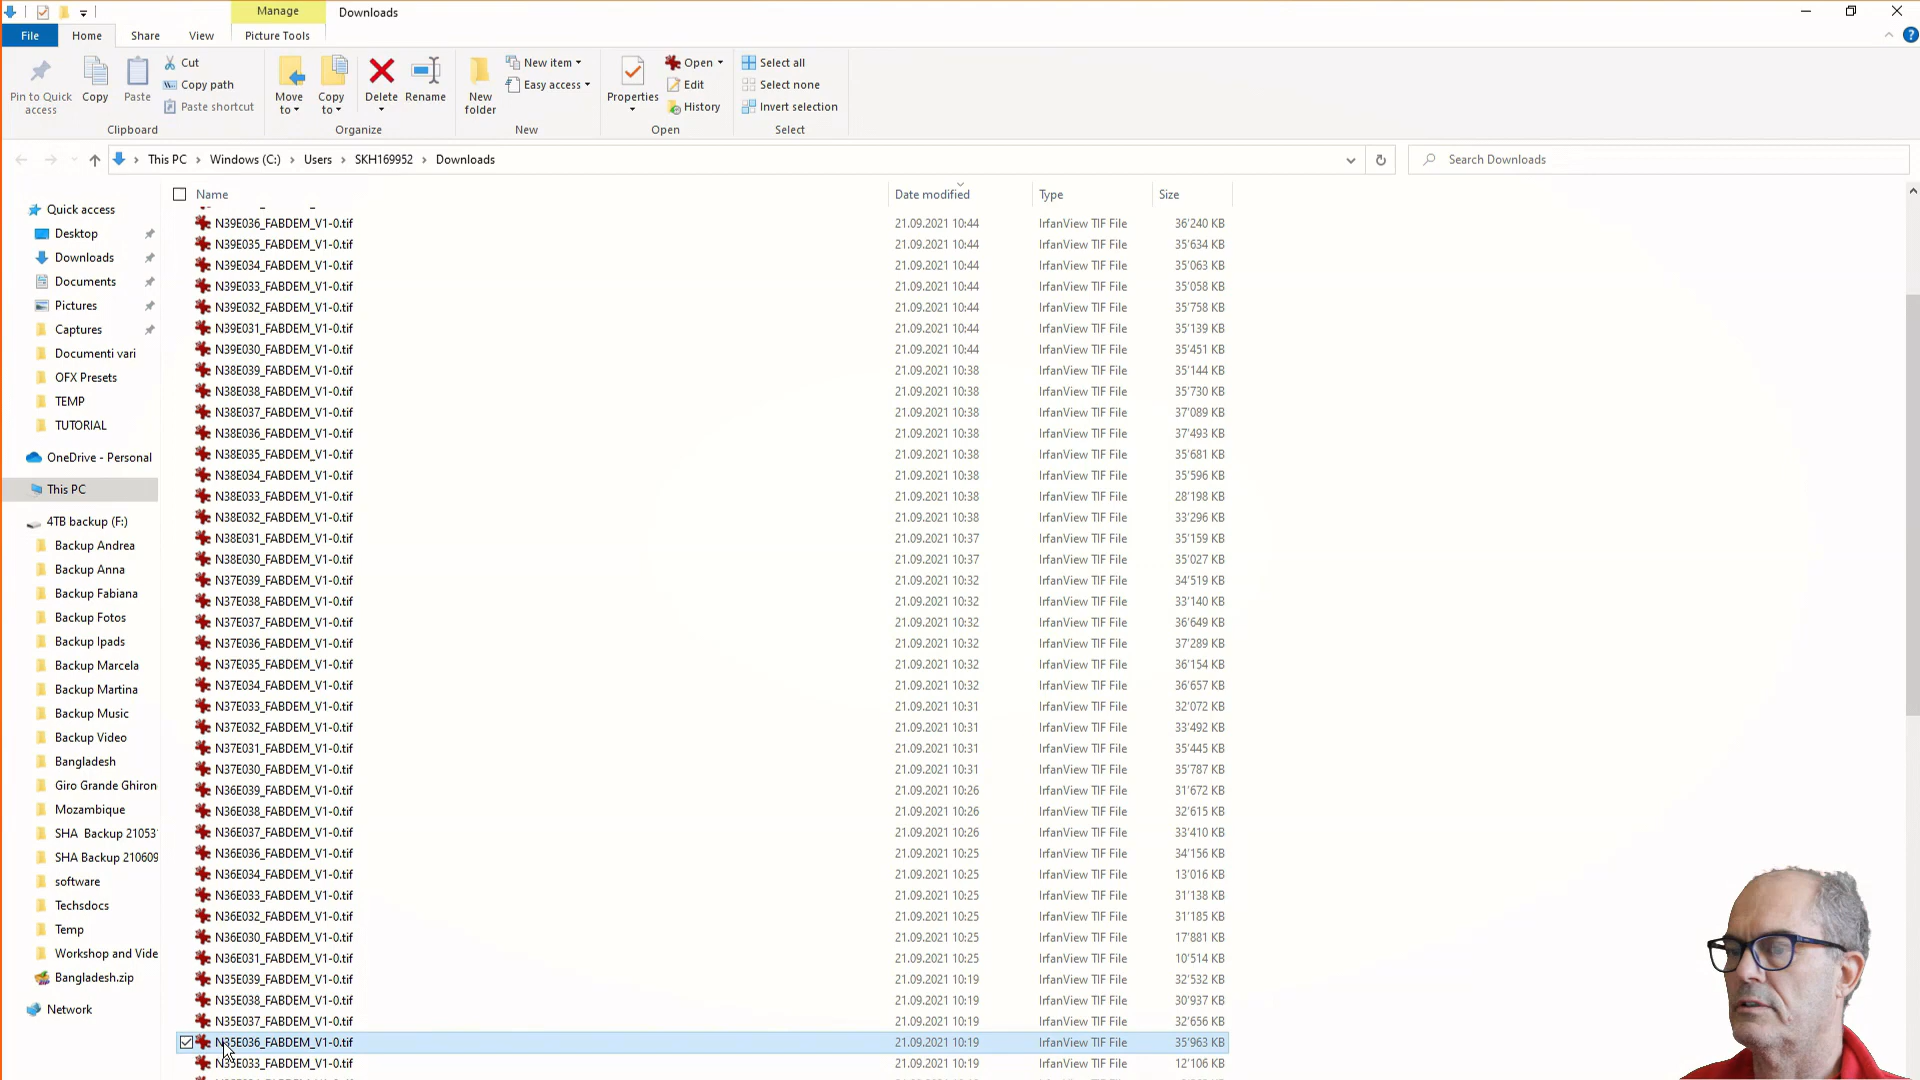 Manage
Downloads
File
Home
Share
View
Picture Tools
Pin to Quick access
Copy
Paste
Cut
Copy path
Paste shortcut
Clipboard
Move to
Copy to
Delete
Rename
Organize
New folder
New item
Easy access
New
Properties
Open
Edit
History
Open
Select all
Select none
Invert selection
Select
This PC > Windows (C:) > Users > SKH169952 > Downloads
Search Downloads
Quick access
Desktop
Downloads
Documents
Pictures
Captures
Documenti vari
OFX Presets
TEMP
TUTORIAL
OneDrive - Personal
This PC
4TB backup (F:)
Backup Andrea
Backup Anna
Backup Fabiana
Backup Fotos
Backup Ipads
Backup Marcela
Backup Martina
Backup Music
Backup Video
Bangladesh
Giro Grande Ghiron
Mozambique
SHA Backup 21053
SHA Backup 210609
software
Techsdocs
Temp
Workshop and Vide
Bangladesh.zip
Network
Name Date modified Type Size
N39E036_FABDEM_V1-0.tif 21.09.2021 10:44 IrfanView TIF File 36'240 KB
N39E035_FABDEM_V1-0.tif 21.09.2021 10:44 IrfanView TIF File 35'634 KB
N39E034_FABDEM_V1-0.tif 21.09.2021 10:44 IrfanView TIF File 35'063 KB
N39E033_FABDEM_V1-0.tif 21.09.2021 10:44 IrfanView TIF File 35'058 KB
N39E032_FABDEM_V1-0.tif 21.09.2021 10:44 IrfanView TIF File 35'758 KB
N39E031_FABDEM_V1-0.tif 21.09.2021 10:44 IrfanView TIF File 35'139 KB
N39E030_FABDEM_V1-0.tif 21.09.2021 10:44 IrfanView TIF File 35'451 KB
N38E039_FABDEM_V1-0.tif 21.09.2021 10:38 IrfanView TIF File 35'144 KB
N38E038_FABDEM_V1-0.tif 21.09.2021 10:38 IrfanView TIF File 35'730 KB
N38E037_FABDEM_V1-0.tif 21.09.2021 10:38 IrfanView TIF File 37'089 KB
N38E036_FABDEM_V1-0.tif 21.09.2021 10:38 IrfanView TIF File 37'493 KB
N38E035_FABDEM_V1-0.tif 21.09.2021 10:38 IrfanView TIF File 35'681 KB
N38E034_FABDEM_V1-0.tif 21.09.2021 10:38 IrfanView TIF File 35'596 KB
N38E033_FABDEM_V1-0.tif 21.09.2021 10:38 IrfanView TIF File 28'198 KB
N38E032_FABDEM_V1-0.tif 21.09.2021 10:38 IrfanView TIF File 33'296 KB
N38E031_FABDEM_V1-0.tif 21.09.2021 10:37 IrfanView TIF File 35'159 KB
N38E030_FABDEM_V1-0.tif 21.09.2021 10:37 IrfanView TIF File 35'027 KB
N37E039_FABDEM_V1-0.tif 21.09.2021 10:32 IrfanView TIF File 34'519 KB
N37E038_FABDEM_V1-0.tif 21.09.2021 10:32 IrfanView TIF File 33'140 KB
N37E037_FABDEM_V1-0.tif 21.09.2021 10:32 IrfanView TIF File 36'649 KB
N37E036_FABDEM_V1-0.tif 21.09.2021 10:32 IrfanView TIF File 37'289 KB
N37E035_FABDEM_V1-0.tif 21.09.2021 10:32 IrfanView TIF File 36'154 KB
N37E034_FABDEM_V1-0.tif 21.09.2021 10:32 IrfanView TIF File 36'657 KB
N37E033_FABDEM_V1-0.tif 21.09.2021 10:31 IrfanView TIF File 32'072 KB
N37E032_FABDEM_V1-0.tif 21.09.2021 10:31 IrfanView TIF File 33'492 KB
N37E031_FABDEM_V1-0.tif 21.09.2021 10:31 IrfanView TIF File 35'445 KB
N37E030_FABDEM_V1-0.tif 21.09.2021 10:31 IrfanView TIF File 35'787 KB
N36E039_FABDEM_V1-0.tif 21.09.2021 10:26 IrfanView TIF File 31'672 KB
N36E038_FABDEM_V1-0.tif 21.09.2021 10:26 IrfanView TIF File 32'615 KB
N36E037_FABDEM_V1-0.tif 21.09.2021 10:26 IrfanView TIF File 33'410 KB
N36E036_FABDEM_V1-0.tif 21.09.2021 10:25 IrfanView TIF File 34'156 KB
N36E034_FABDEM_V1-0.tif 21.09.2021 10:25 IrfanView TIF File 13'016 KB
N36E033_FABDEM_V1-0.tif 21.09.2021 10:25 IrfanView TIF File 31'138 KB
N36E032_FABDEM_V1-0.tif 21.09.2021 10:25 IrfanView TIF File 31'185 KB
N36E030_FABDEM_V1-0.tif 21.09.2021 10:25 IrfanView TIF File 17'881 KB
N36E031_FABDEM_V1-0.tif 21.09.2021 10:25 IrfanView TIF File 10'514 KB
N35E039_FABDEM_V1-0.tif 21.09.2021 10:19 IrfanView TIF File 32'532 KB
N35E038_FABDEM_V1-0.tif 21.09.2021 10:19 IrfanView TIF File 30'937 KB
N35E037_FABDEM_V1-0.tif 21.09.2021 10:19 IrfanView TIF File 32'656 KB
N35E036_FABDEM_V1-0.tif 21.09.2021 10:19 IrfanView TIF File 35'963 KB
N35E033_FABDEM_V1-0.tif 21.09.2021 10:19 IrfanView TIF File 12'106 KB